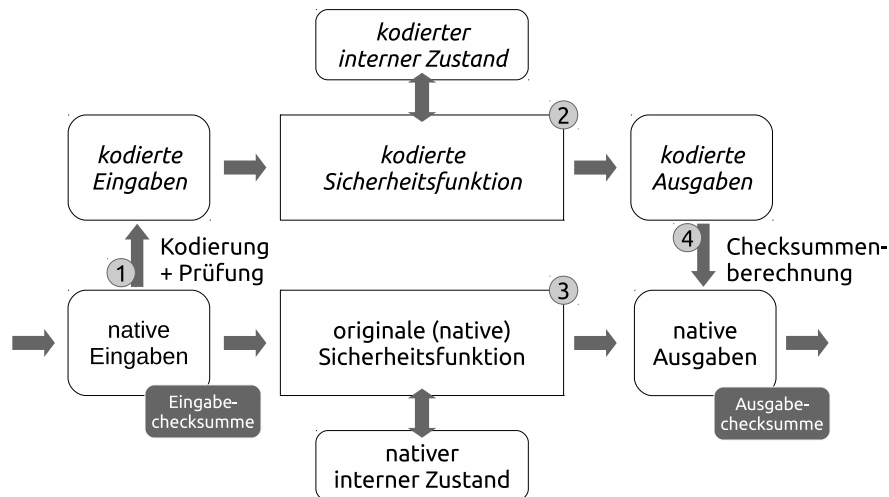 kodierter
interner Zustand
2
kodierte
Eingaben
kodierte
Sicherheitsfunktion
kodierte
Ausgaben
1
Kodierung
+ Prüfung
4
Checksummen-
berechnung
3
native
Eingaben
originale (native)
Sicherheitsfunktion
native
Ausgaben
Eingabe-
checksumme
Ausgabe-
checksumme
nativer
interner Zustand